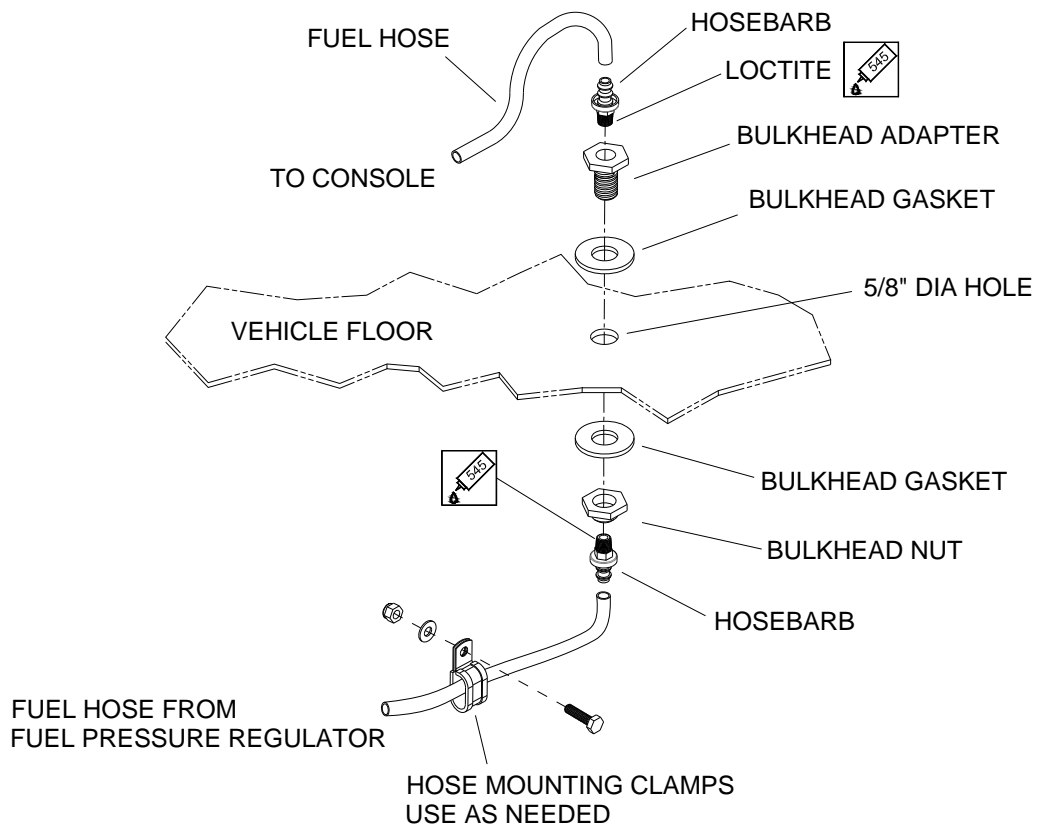 HOSEBARB
FUEL HOSE
LOCTITE
545
BULKHEAD ADAPTER
TO CONSOLE
BULKHEAD GASKET
5/8" DIA HOLE
VEHICLE FLOOR
545
BULKHEAD GASKET
BULKHEAD NUT
HOSEBARB
FUEL HOSE FROM
FUEL PRESSURE REGULATOR
HOSE MOUNTING CLAMPS
USE AS NEEDED